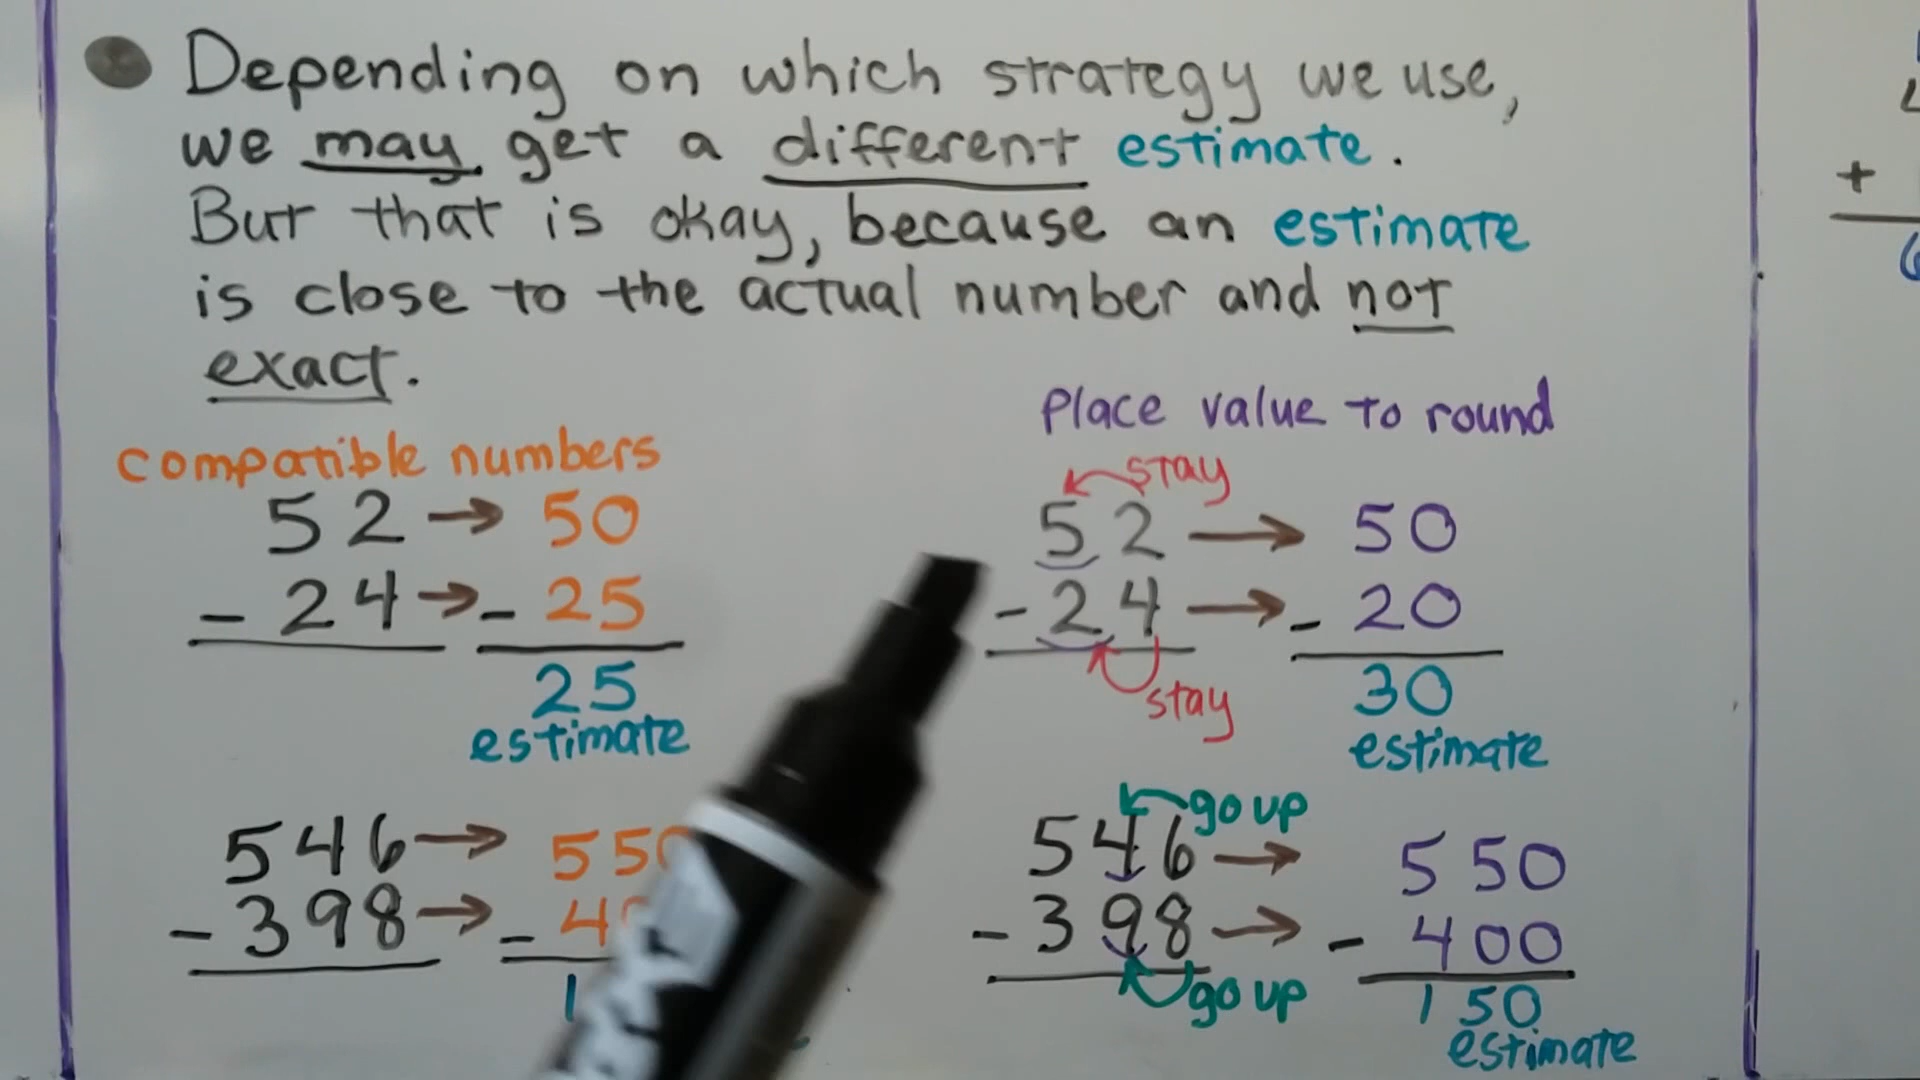 Depending on which strategy we use,
we may get a different estimate.
But that is okay, because an estimate
is close to the actual number and not
exact.
compatible numbers
52 → 50
- 24 → - 25
25
estimate
546 → 550
- 398 →
Place value to round
stay
52 → 50
- 24 → - 20
stay
30
estimate
go up
546 → 550
- 398 → - 400
go up
150
estimate
+